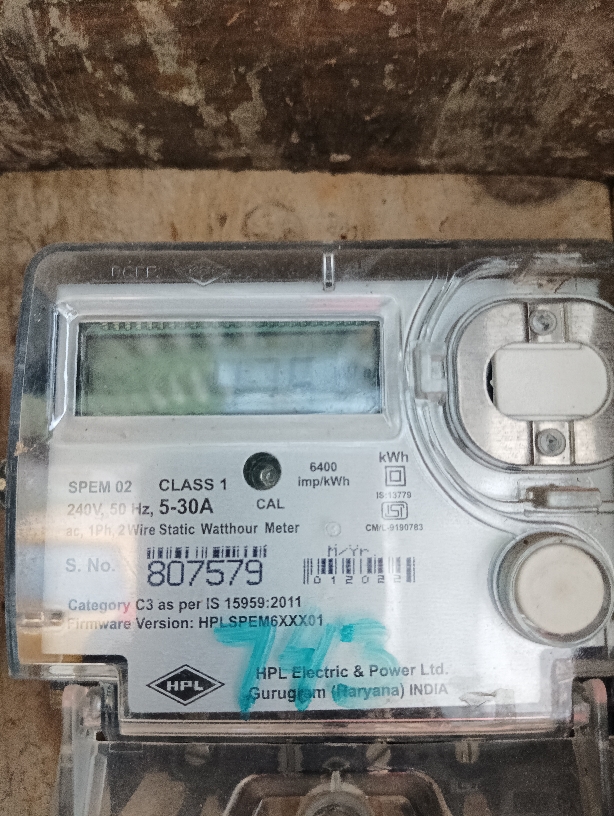 SPEM 02 CLASS 1
240V, 50 Hz, 5-30A
ac, 1Ph, 2Wire Static Watthour Meter
CAL
6400
imp/kWh
kWh
IS:13779
ISI
CM/L-9190783
S. No. 807579
M/Yr.
012022
Category C3 as per IS 15959:2011
Firmware Version: HPLSPEM6XXX01
HPL
HPL Electric & Power Ltd.
Gurugram (Haryana) INDIA